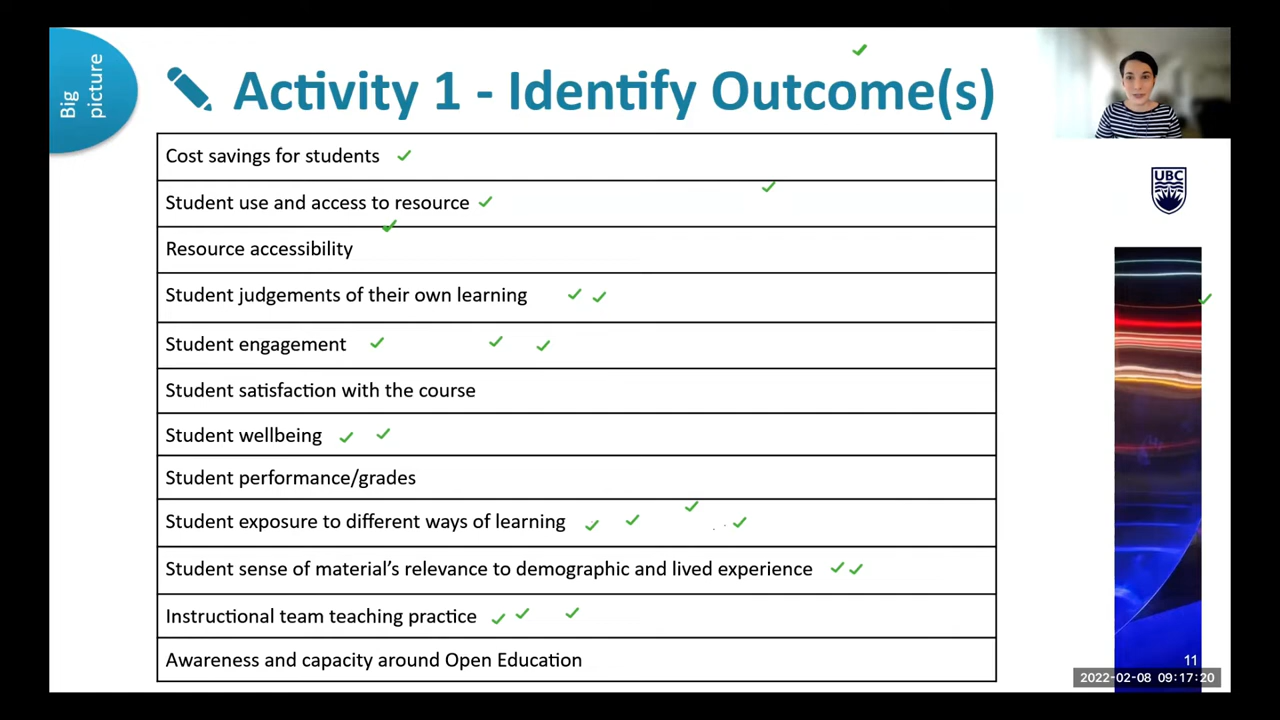 Big
picture
Activity 1 - Identify Outcome(s)
UBC
Cost savings for students
Student use and access to resource
Resource accessibility
Student judgements of their own learning
Student engagement
Student satisfaction with the course
Student wellbeing
Student performance/grades
Student exposure to different ways of learning
Student sense of material’s relevance to demographic and lived experience
Instructional team teaching practice
Awareness and capacity around Open Education
11
2022-02-08 09:17:20